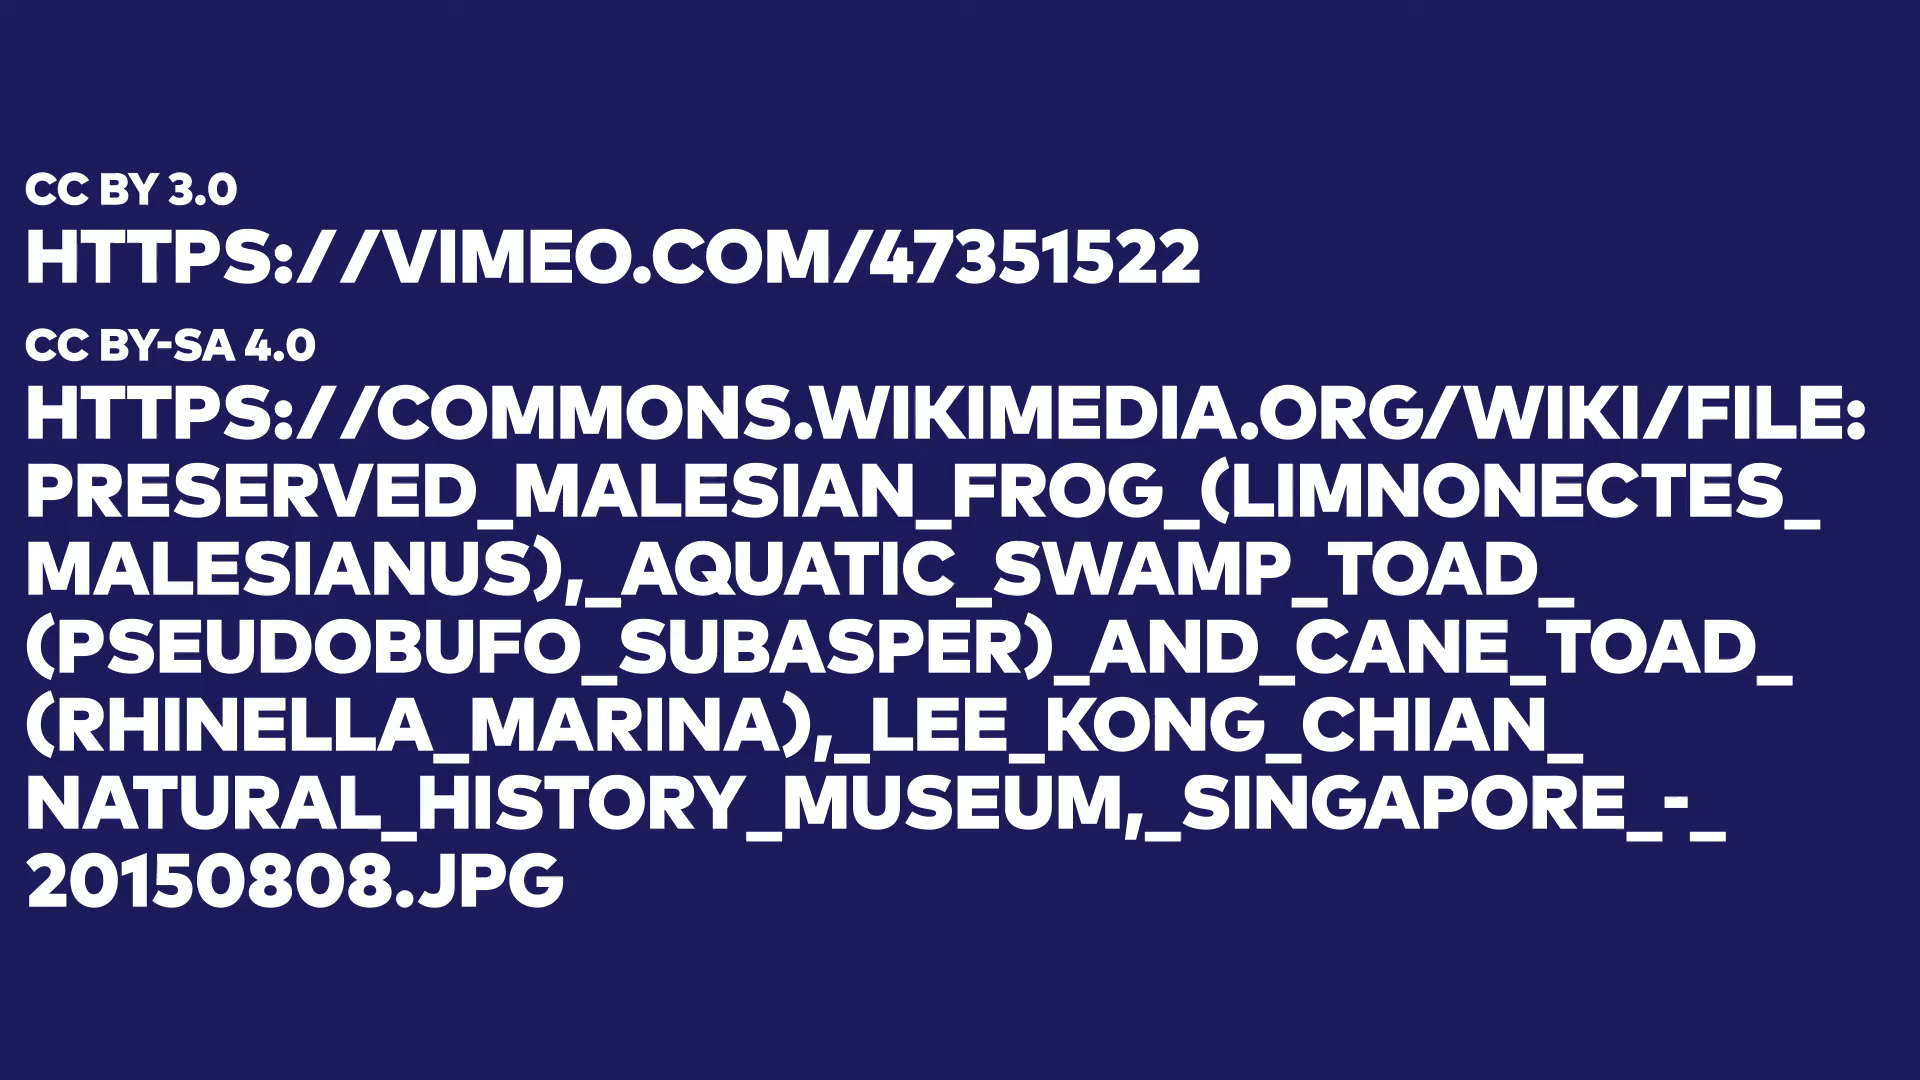 CC BY 3.0
HTTPS://VIMEO.COM/47351522
CC BY-SA 4.0
HTTPS://COMMONS.WIKIMEDIA.ORG/WIKI/FILE:
PRESERVED_MALESIAN_FROG_(LIMNONECTES_
MALESIANUS),_AQUATIC_SWAMP_TOAD_
(PSEUDOBUFO_SUBASPER)_AND_CANE_TOAD_
(RHINELLA_MARINA),_LEE_KONG_CHIAN_
NATURAL_HISTORY_MUSEUM,_SINGAPORE_-_
20150808.JPG